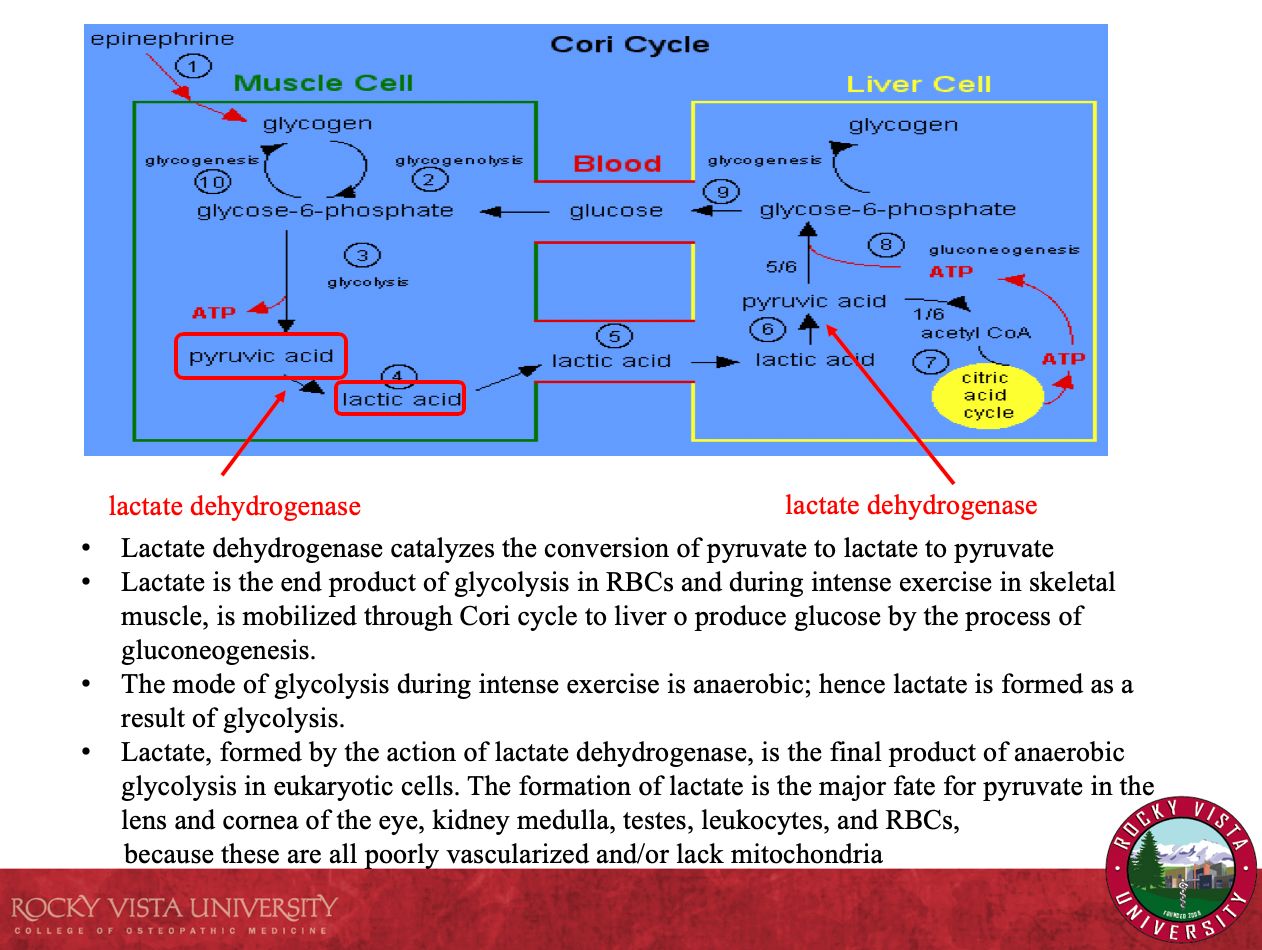 epinephrine
Cori Cycle
1
Muscle Cell
Liver Cell
glycogen
glycogen
glycogenesis
glycogenolysis
Blood
glycogenesis
10
2
9
glycose-6-phosphate
glucose
glycose-6-phosphate
3
8
gluconeogenesis
glycolysis
5/6
ATP
ATP
pyruvic acid
1/6
pyruvic acid
5
6
acetyl CoA
lactic acid
lactic acid
7
ATP
4
citric
acid
cycle
lactic acid
lactate dehydrogenase
lactate dehydrogenase
• Lactate dehydrogenase catalyzes the conversion of pyruvate to lactate to pyruvate
• Lactate is the end product of glycolysis in RBCs and during intense exercise in skeletal
muscle, is mobilized through Cori cycle to liver o produce glucose by the process of
gluconeogenesis.
• The mode of glycolysis during intense exercise is anaerobic; hence lactate is formed as a
result of glycolysis.
• Lactate, formed by the action of lactate dehydrogenase, is the final product of anaerobic
glycolysis in eukaryotic cells. The formation of lactate is the major fate for pyruvate in the
lens and cornea of the eye, kidney medulla, testes, leukocytes, and RBCs,
because these are all poorly vascularized and/or lack mitochondria
ROCKY VISTA UNIVERSITY
COLLEGE OF OSTEOPATHIC MEDICINE
ROCKY VISTA
UNIVERSITY